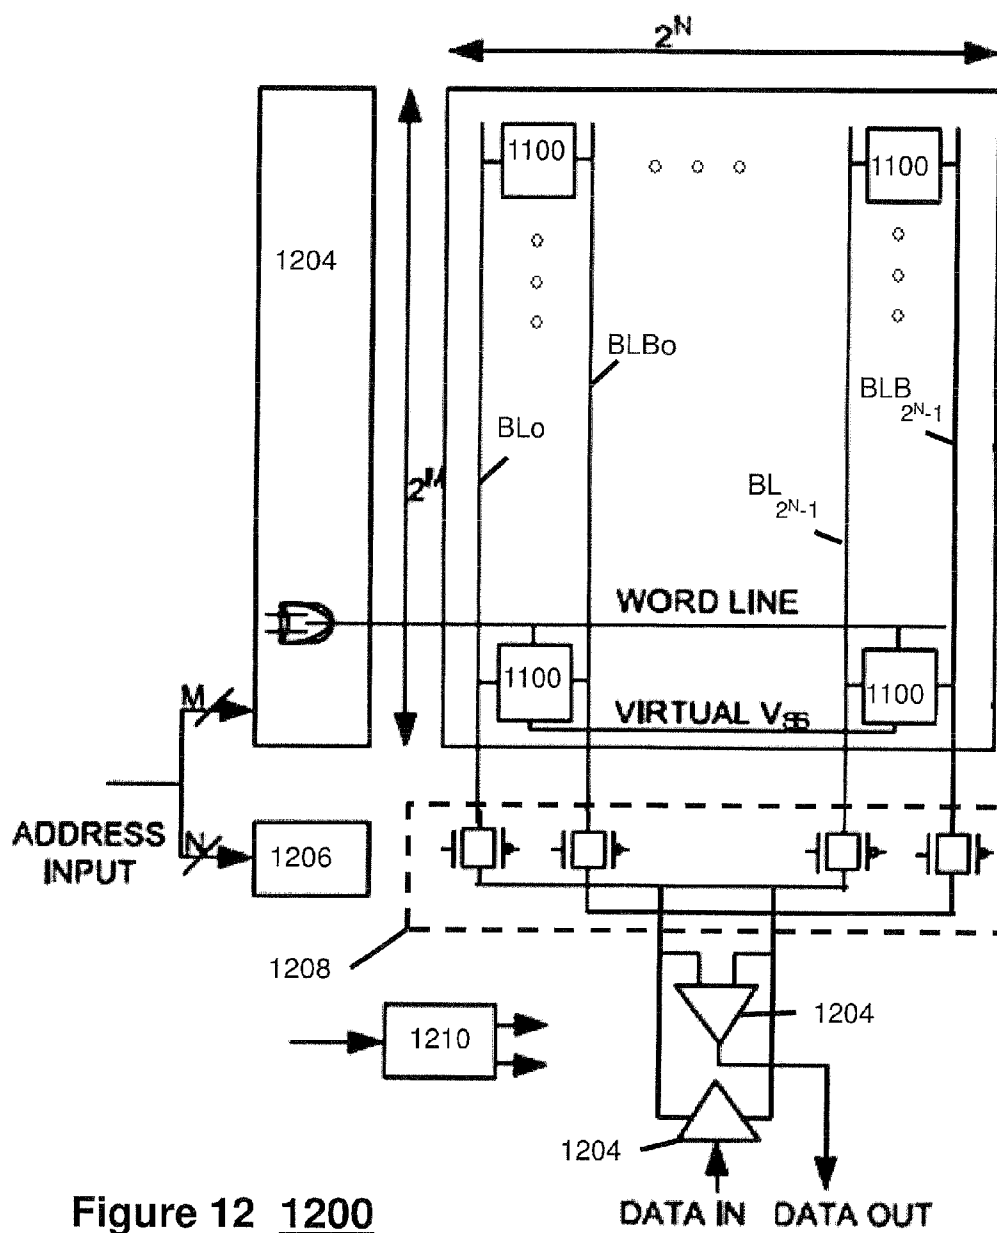 2^N
1100
1100
1204
BLBo
BLB 2^N-1
BLo
2^M
BL 2^N-1
WORD LINE
1100
1100
M
VIRTUAL V_SS
ADDRESS
INPUT
N
1206
1208
1210
1204
1204
DATA IN DATA OUT
Figure 12 1200